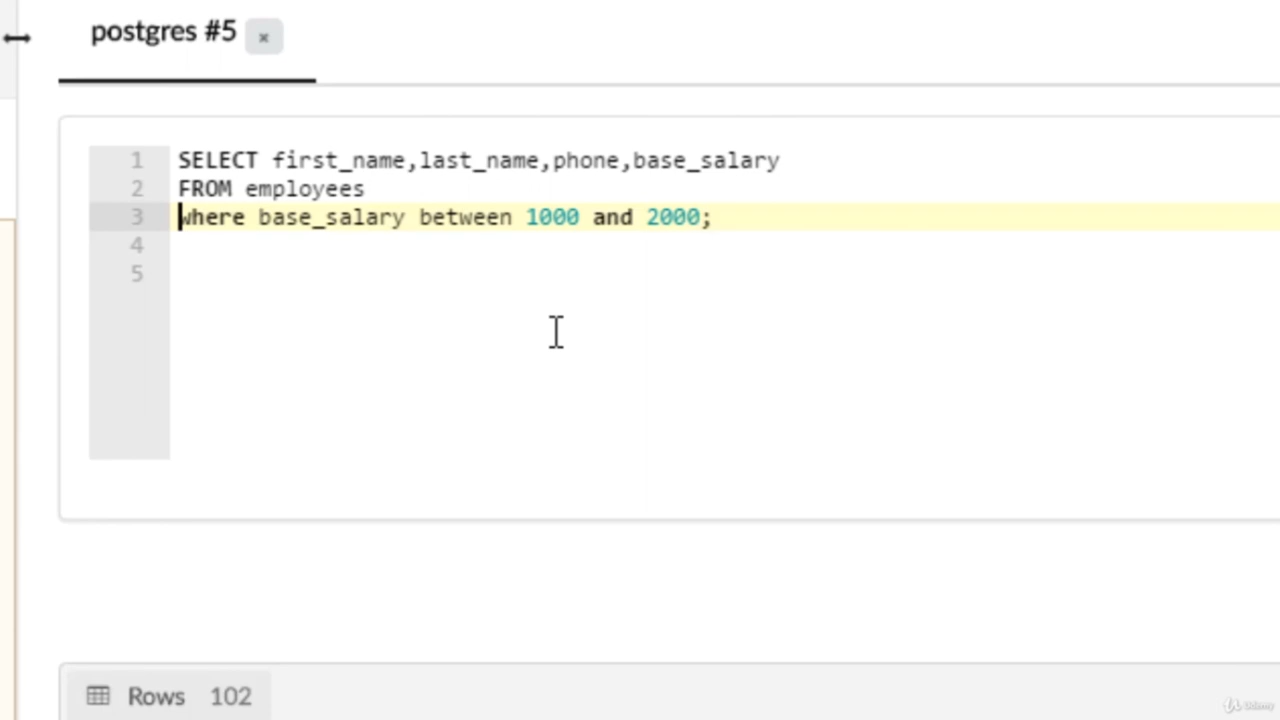 postgres #5 ×
1 SELECT first_name,last_name,phone,base_salary
2 FROM employees
3 where base_salary between 1000 and 2000;
4
5
Rows 102
Udemy